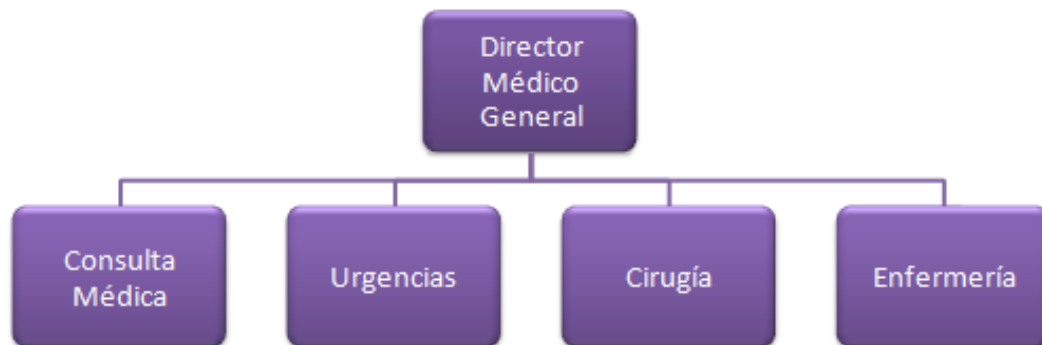 Director
Médico
General
Consulta
Médica
Urgencias
Cirugía
Enfermería